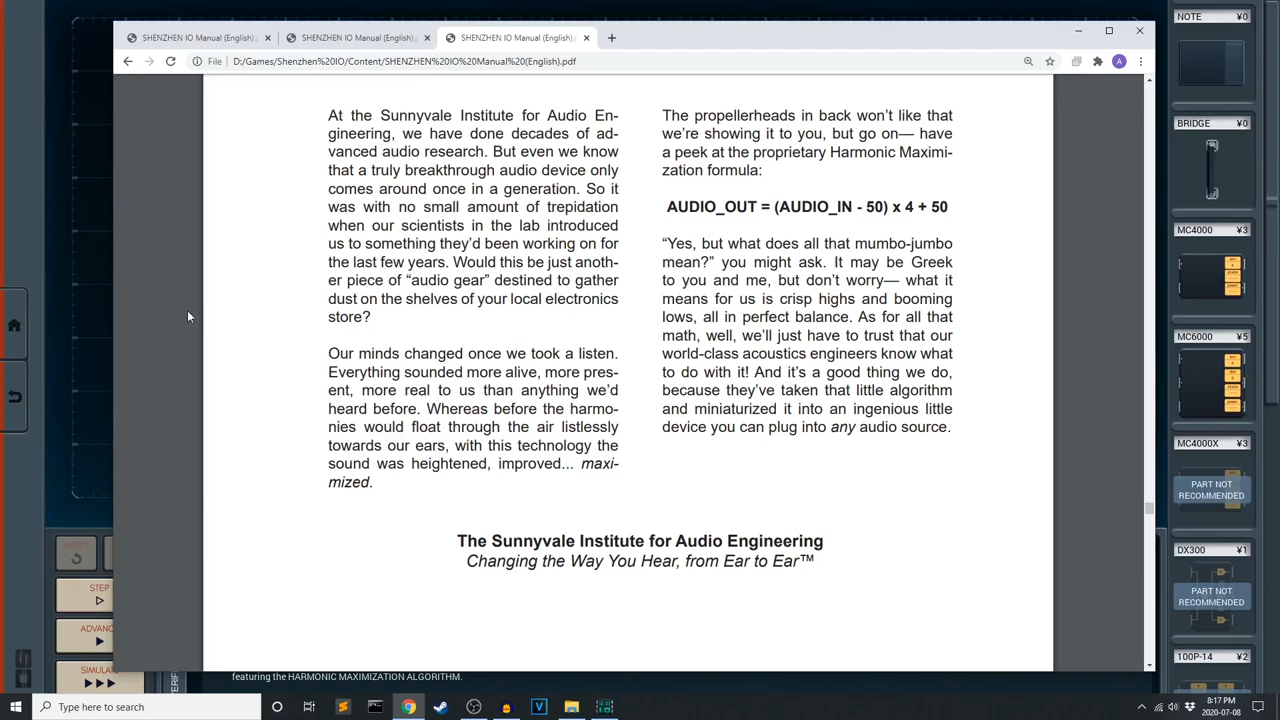 SHENZHEN IO Manual (English).p
SHENZHEN IO Manual (English).p
SHENZHEN IO Manual (English).p
File
D:/Games/Shenzhen%20IO/Content/SHENZHEN%20IO%20Manual%20(English).pdf
A
At the Sunnyvale Institute for Audio En-
gineering, we have done decades of ad-
vanced audio research. But even we know
that a truly breakthrough audio device only
comes around once in a generation. So it
was with no small amount of trepidation
when our scientists in the lab introduced
us to something they'd been working on for
the last few years. Would this be just anoth-
er piece of “audio gear” destined to gather
dust on the shelves of your local electronics
store?
Our minds changed once we took a listen.
Everything sounded more alive, more pres-
ent, more real to us than anything we'd
heard before. Whereas before the harmo-
nies would float through the air listlessly
towards our ears, with this technology the
sound was heightened, improved... maxi-
mized.
The propellerheads in back won't like that
we're showing it to you, but go on— have
a peek at the proprietary Harmonic Maximi-
zation formula:
AUDIO_OUT = (AUDIO_IN - 50) x 4 + 50
“Yes, but what does all that mumbo-jumbo
mean?” you might ask. It may be Greek
to you and me, but don't worry— what it
means for us is crisp highs and booming
lows, all in perfect balance. As for all that
math, well, we'll just have to trust that our
world-class acoustics engineers know what
to do with it! And it's a good thing we do,
because they've taken that little algorithm
and miniaturized it into an ingenious little
device you can plug into any audio source.
The Sunnyvale Institute for Audio Engineering
Changing the Way You Hear, from Ear to Ear™
NOTE ¥0
BRIDGE ¥0
MC4000 ¥3
MC6000 ¥5
MC4000X ¥3
PART NOT
RECOMMENDED
DX300 ¥1
PART NOT
RECOMMENDED
100P-14 ¥2
RESET
STEP
ADVANC
SIMULATE
featuring the HARMONIC MAXIMIZATION ALGORITHM.
Type here to search
8:17 PM
2020-07-08